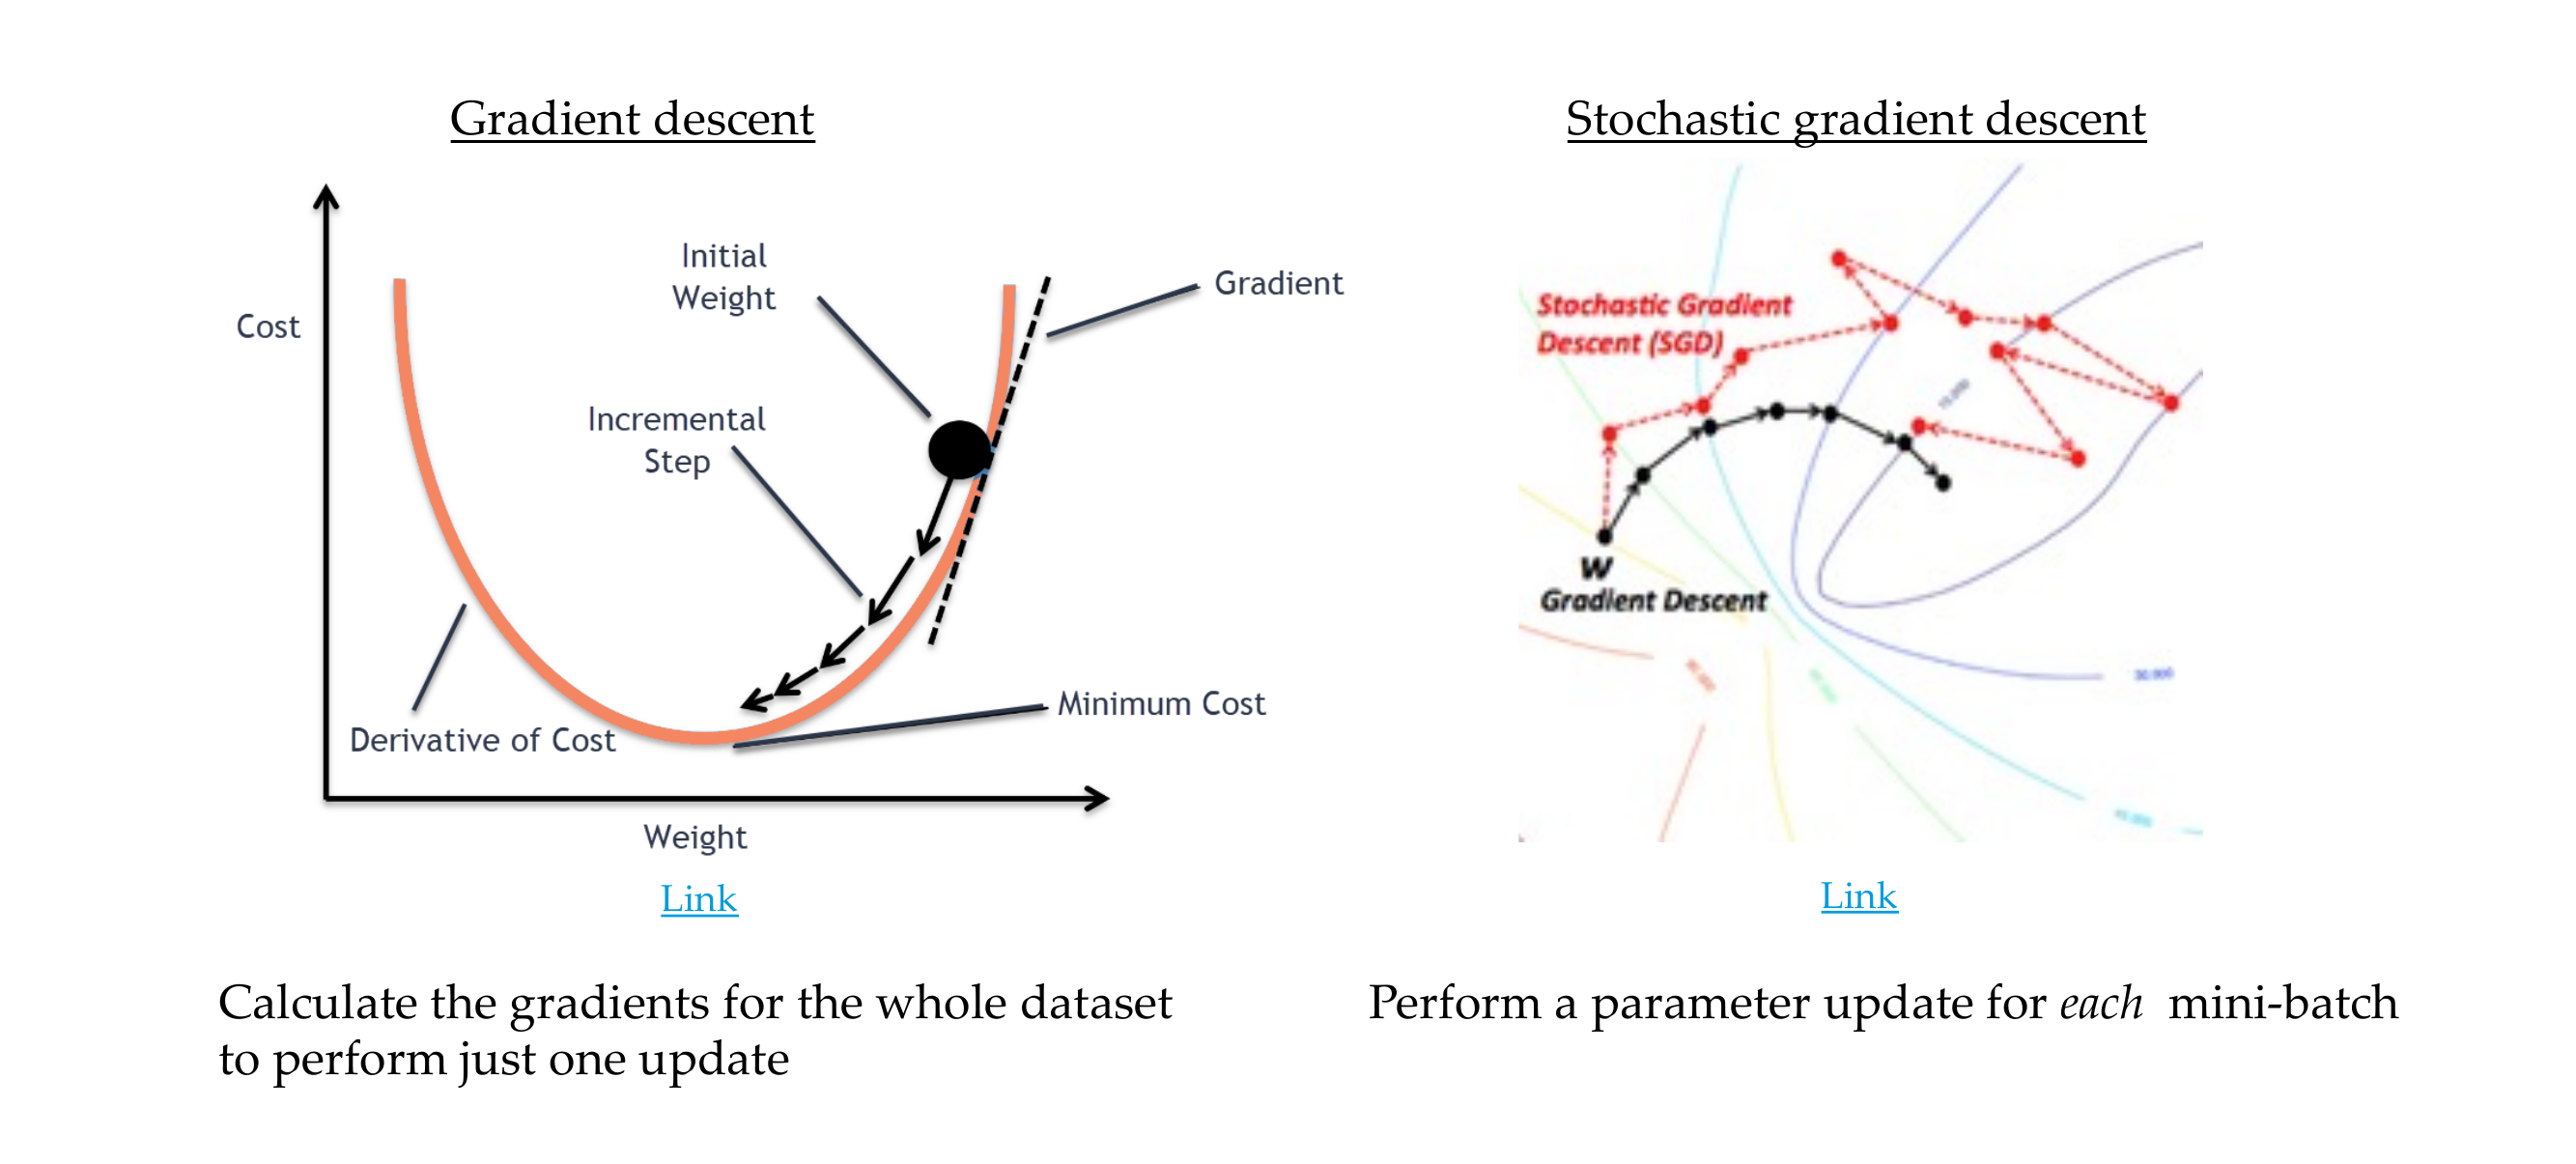 Gradient descent
Cost
Initial
Weight
Gradient
Incremental
Step
Derivative of Cost
Minimum Cost
Weight
Link
Calculate the gradients for the whole dataset
to perform just one update
Stochastic gradient descent
Stochastic Gradient
Descent (SGD)
W
Gradient Descent
Link
Perform a parameter update for each mini-batch